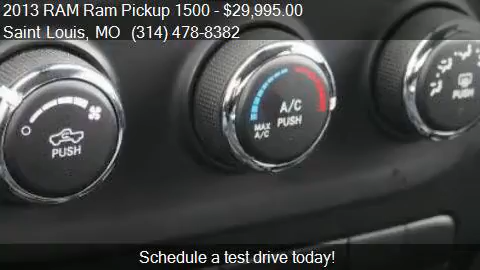 2013 RAM Ram Pickup 1500 - $29,995.00
Saint Louis, MO (314) 478-8382
PUSH
A/C
PUSH
MAX
A/C
PUSH
Schedule a test drive today!